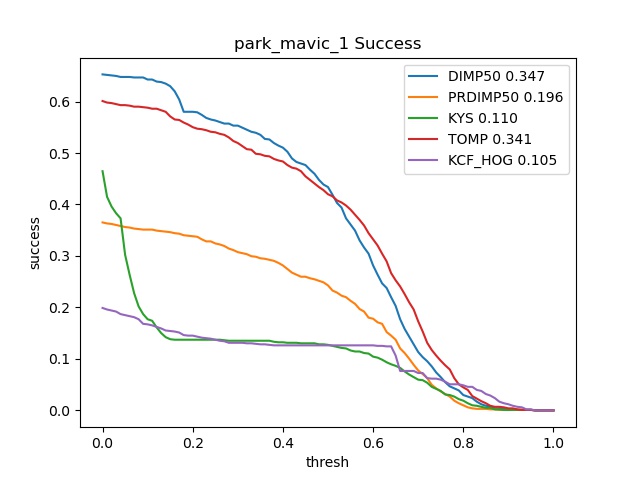 park_mavic_1 Success
DIMP50 0.347
PRDIMP50 0.196
KYS 0.110
TOMP 0.341
KCF_HOG 0.105
success
0.6
0.5
0.4
0.3
0.2
0.1
0.0
0.0 0.2 0.4 0.6 0.8 1.0
thresh